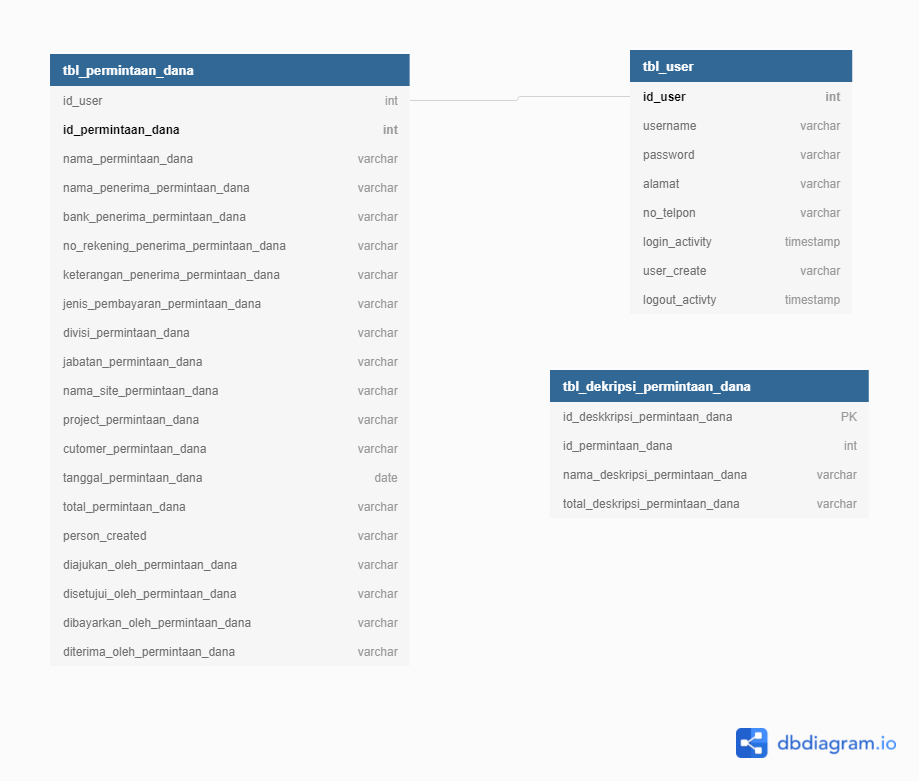 tbl_permintaan_dana
id_user int
id_permintaan_dana int
nama_permintaan_dana varchar
nama_penerima_permintaan_dana varchar
bank_penerima_permintaan_dana varchar
no_rekening_penerima_permintaan_dana varchar
keterangan_penerima_permintaan_dana varchar
jenis_pembayaran_permintaan_dana varchar
divisi_permintaan_dana varchar
jabatan_permintaan_dana varchar
nama_site_permintaan_dana varchar
project_permintaan_dana varchar
cutomer_permintaan_dana varchar
tanggal_permintaan_dana date
total_permintaan_dana varchar
person_created varchar
diajukan_oleh_permintaan_dana varchar
disetujui_oleh_permintaan_dana varchar
dibayarkan_oleh_permintaan_dana varchar
diterima_oleh_permintaan_dana varchar
tbl_user
id_user int
username varchar
password varchar
alamat varchar
no_telpon varchar
login_activity timestamp
user_create varchar
logout_activty timestamp
tbl_dekripsi_permintaan_dana
id_deskkripsi_permintaan_dana PK
id_permintaan_dana int
nama_deskripsi_permintaan_dana varchar
total_deskripsi_permintaan_dana varchar
dbdiagram.io